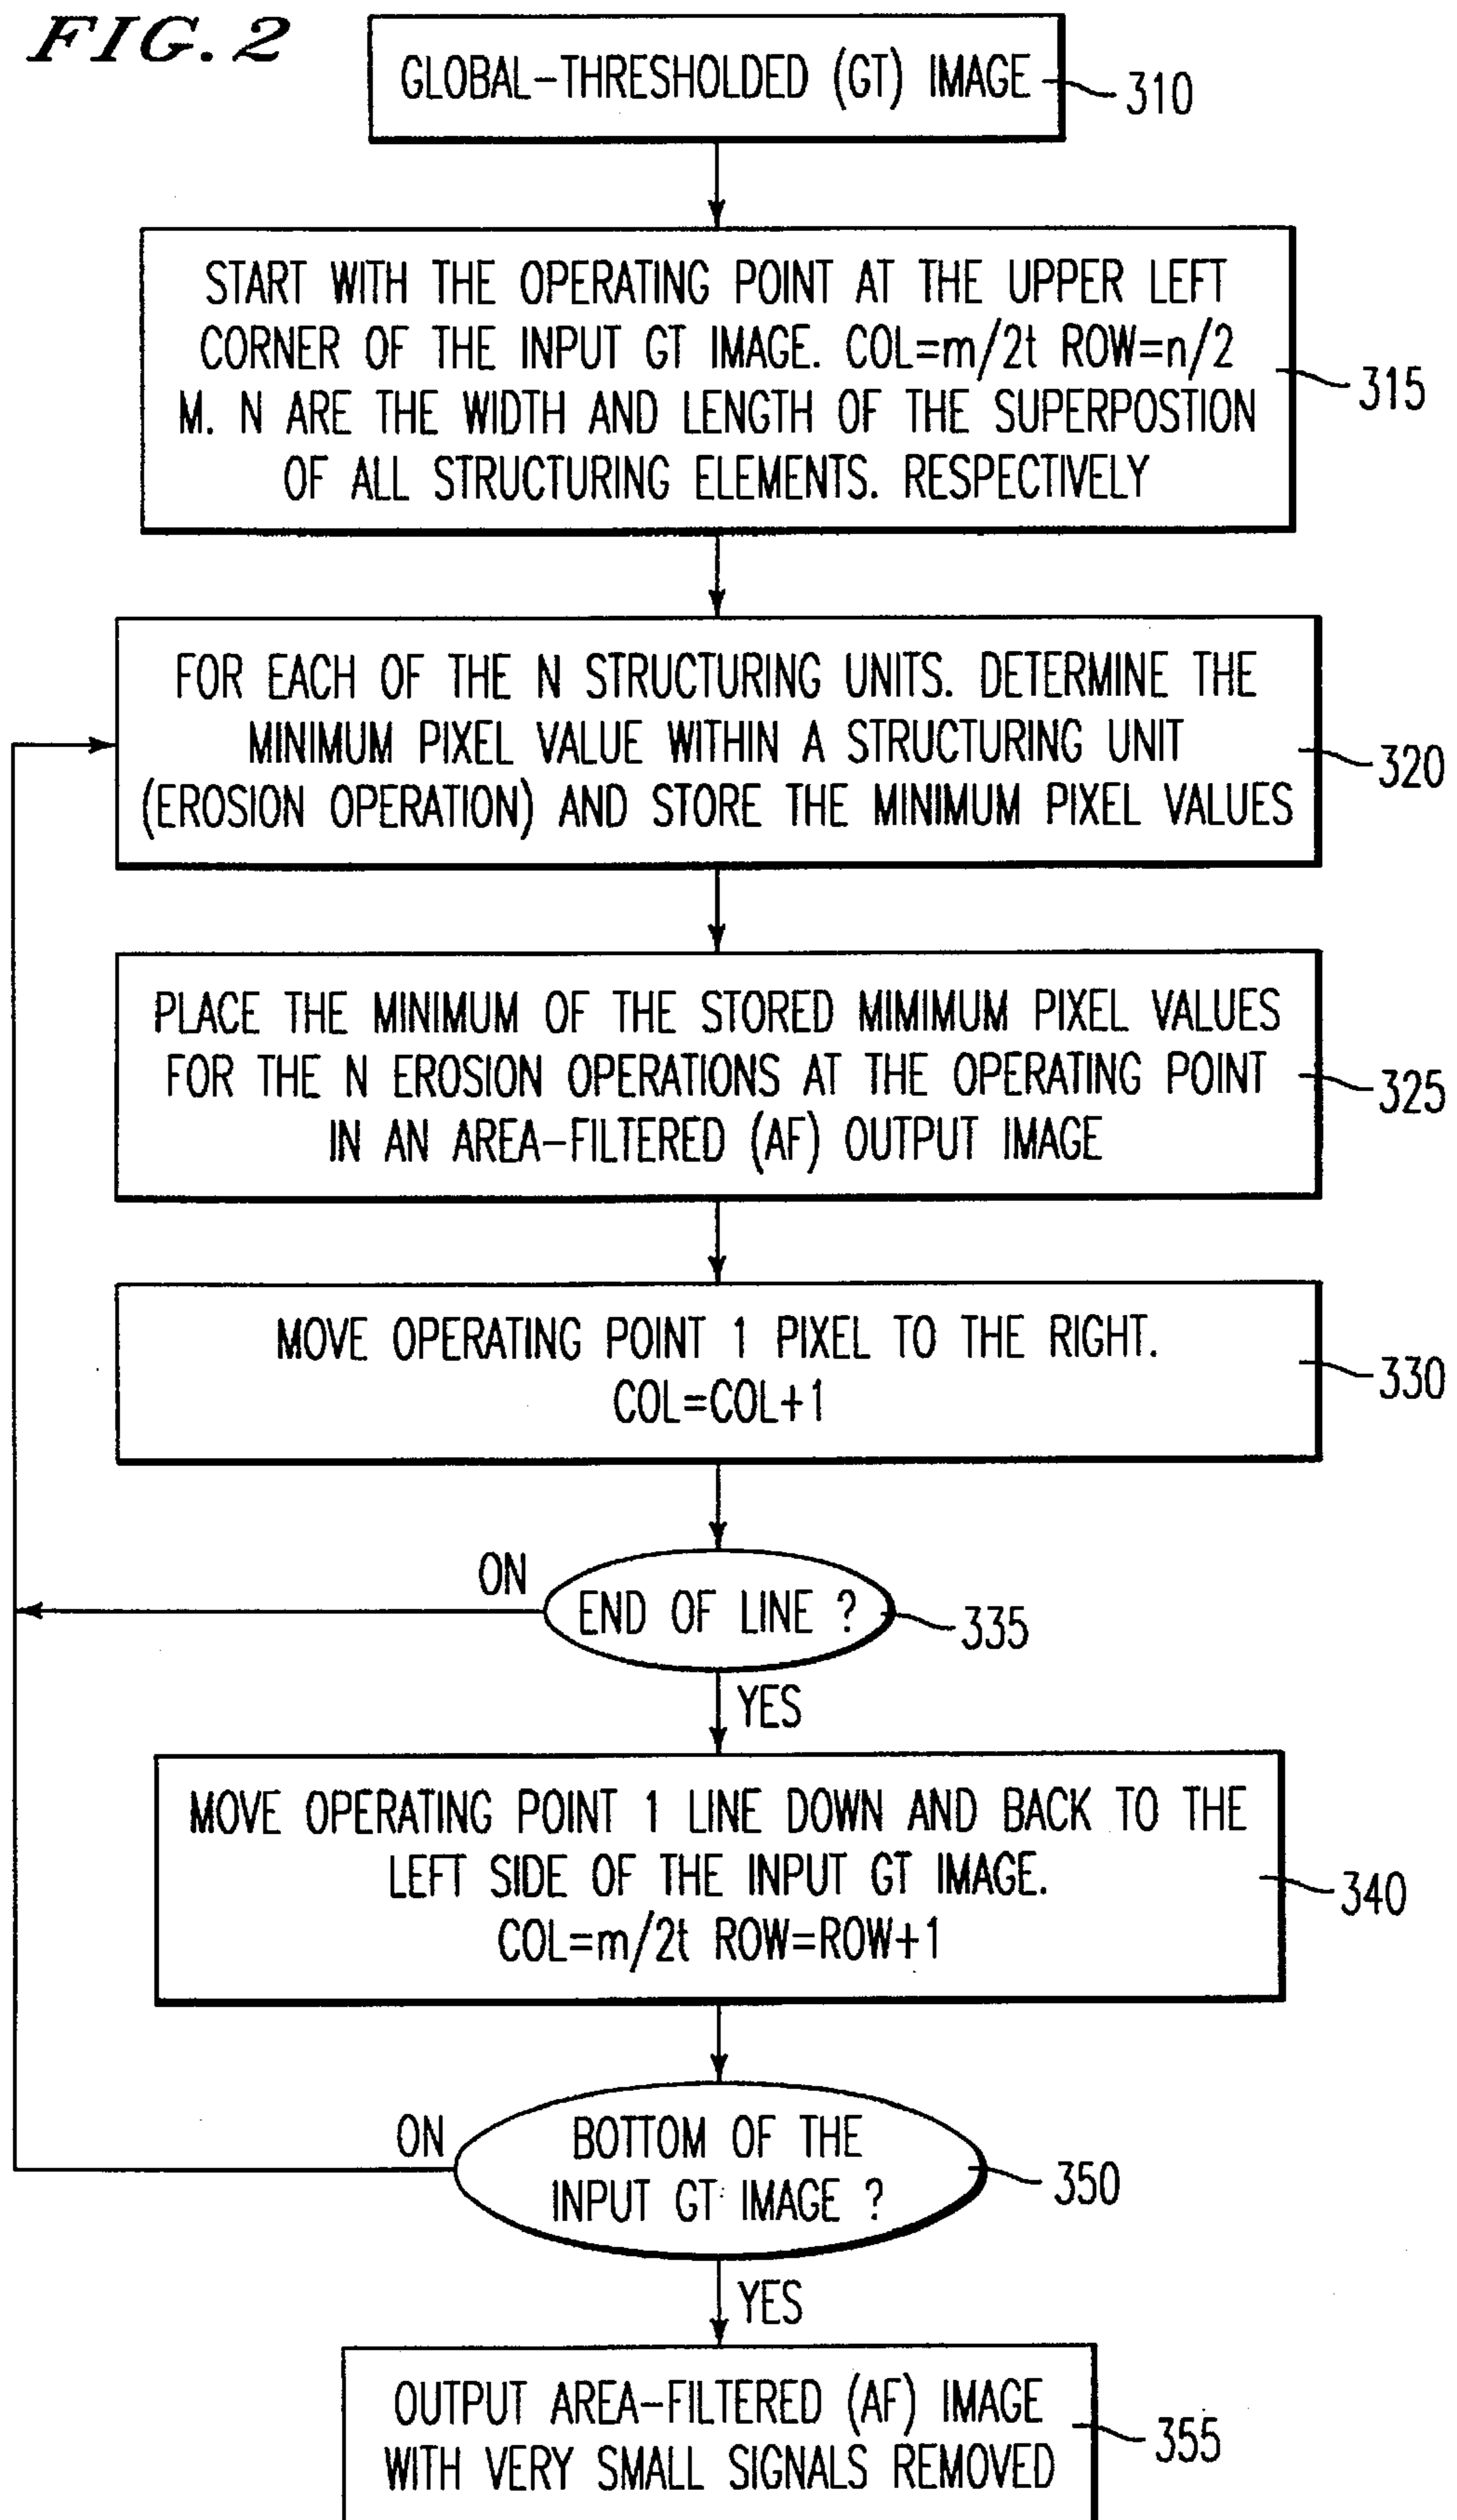 FIG. 2
GLOBAL-THRESHOLDED (GT) IMAGE
310
START WITH THE OPERATING POINT AT THE UPPER LEFT
CORNER OF THE INPUT GT IMAGE. COL=m/2t ROW=n/2
M. N ARE THE WIDTH AND LENGTH OF THE SUPERPOSTION
OF ALL STRUCTURING ELEMENTS. RESPECTIVELY
315
FOR EACH OF THE N STRUCTURING UNITS. DETERMINE THE
MINIMUM PIXEL VALUE WITHIN A STRUCTURING UNIT
(EROSION OPERATION) AND STORE THE MINIMUM PIXEL VALUES
320
PLACE THE MINIMUM OF THE STORED MIMIMUM PIXEL VALUES
FOR THE N EROSION OPERATIONS AT THE OPERATING POINT
IN AN AREA-FILTERED (AF) OUTPUT IMAGE
325
MOVE OPERATING POINT 1 PIXEL TO THE RIGHT.
COL=COL+1
330
ON
END OF LINE ?
335
YES
MOVE OPERATING POINT 1 LINE DOWN AND BACK TO THE
LEFT SIDE OF THE INPUT GT IMAGE.
COL=m/2t ROW=ROW+1
340
ON
BOTTOM OF THE
INPUT GT IMAGE ?
350
YES
OUTPUT AREA-FILTERED (AF) IMAGE
WITH VERY SMALL SIGNALS REMOVED
355